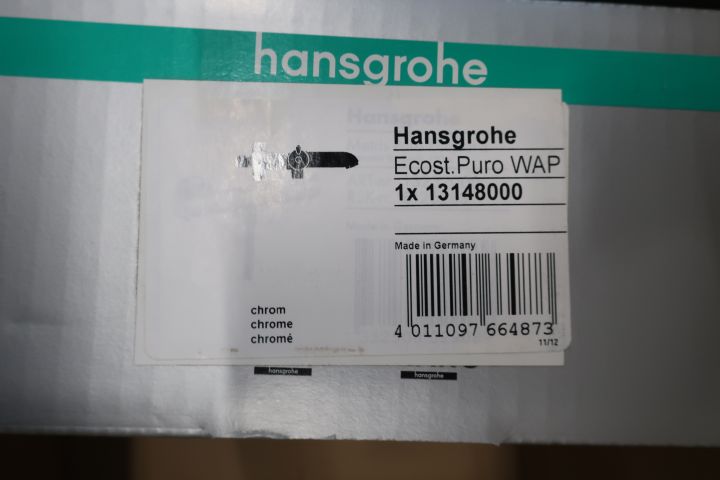 hansgrohe
Hansgrohe
Hansgrohe
Ecost.Puro WAP
1x 13148000
Made in Germany
chrom
chrome
chromé
4 011097 664873
11/12
hansgrohe
hansgrohe